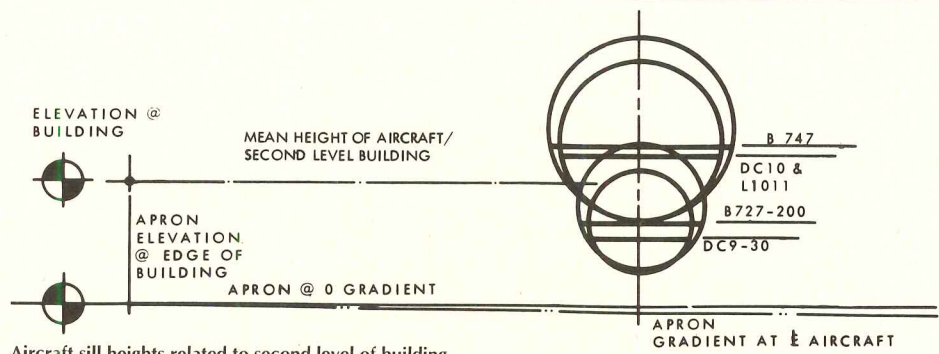 ELEVATION @
BUILDING
MEAN HEIGHT OF AIRCRAFT/
SECOND LEVEL BUILDING
B 747
DC10 &
L1011
B727-200
DC9-30
APRON
ELEVATION
@ EDGE OF
BUILDING
APRON @ 0 GRADIENT
APRON
GRADIENT AT ℄ AIRCRAFT
Aircraft sill heights related to second level of building